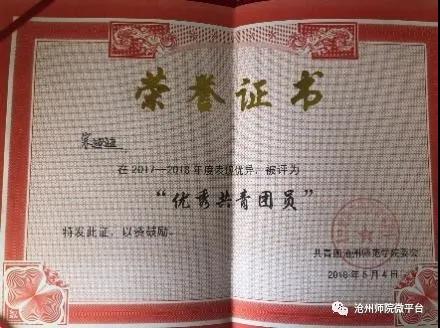 荣誉证书
在2017—2018年度表现优异，被评为
“优秀共青团员”
特发此证，以资鼓励。
共青团沧州师范学院委员会
2018年5月4日
沧州师院微平台